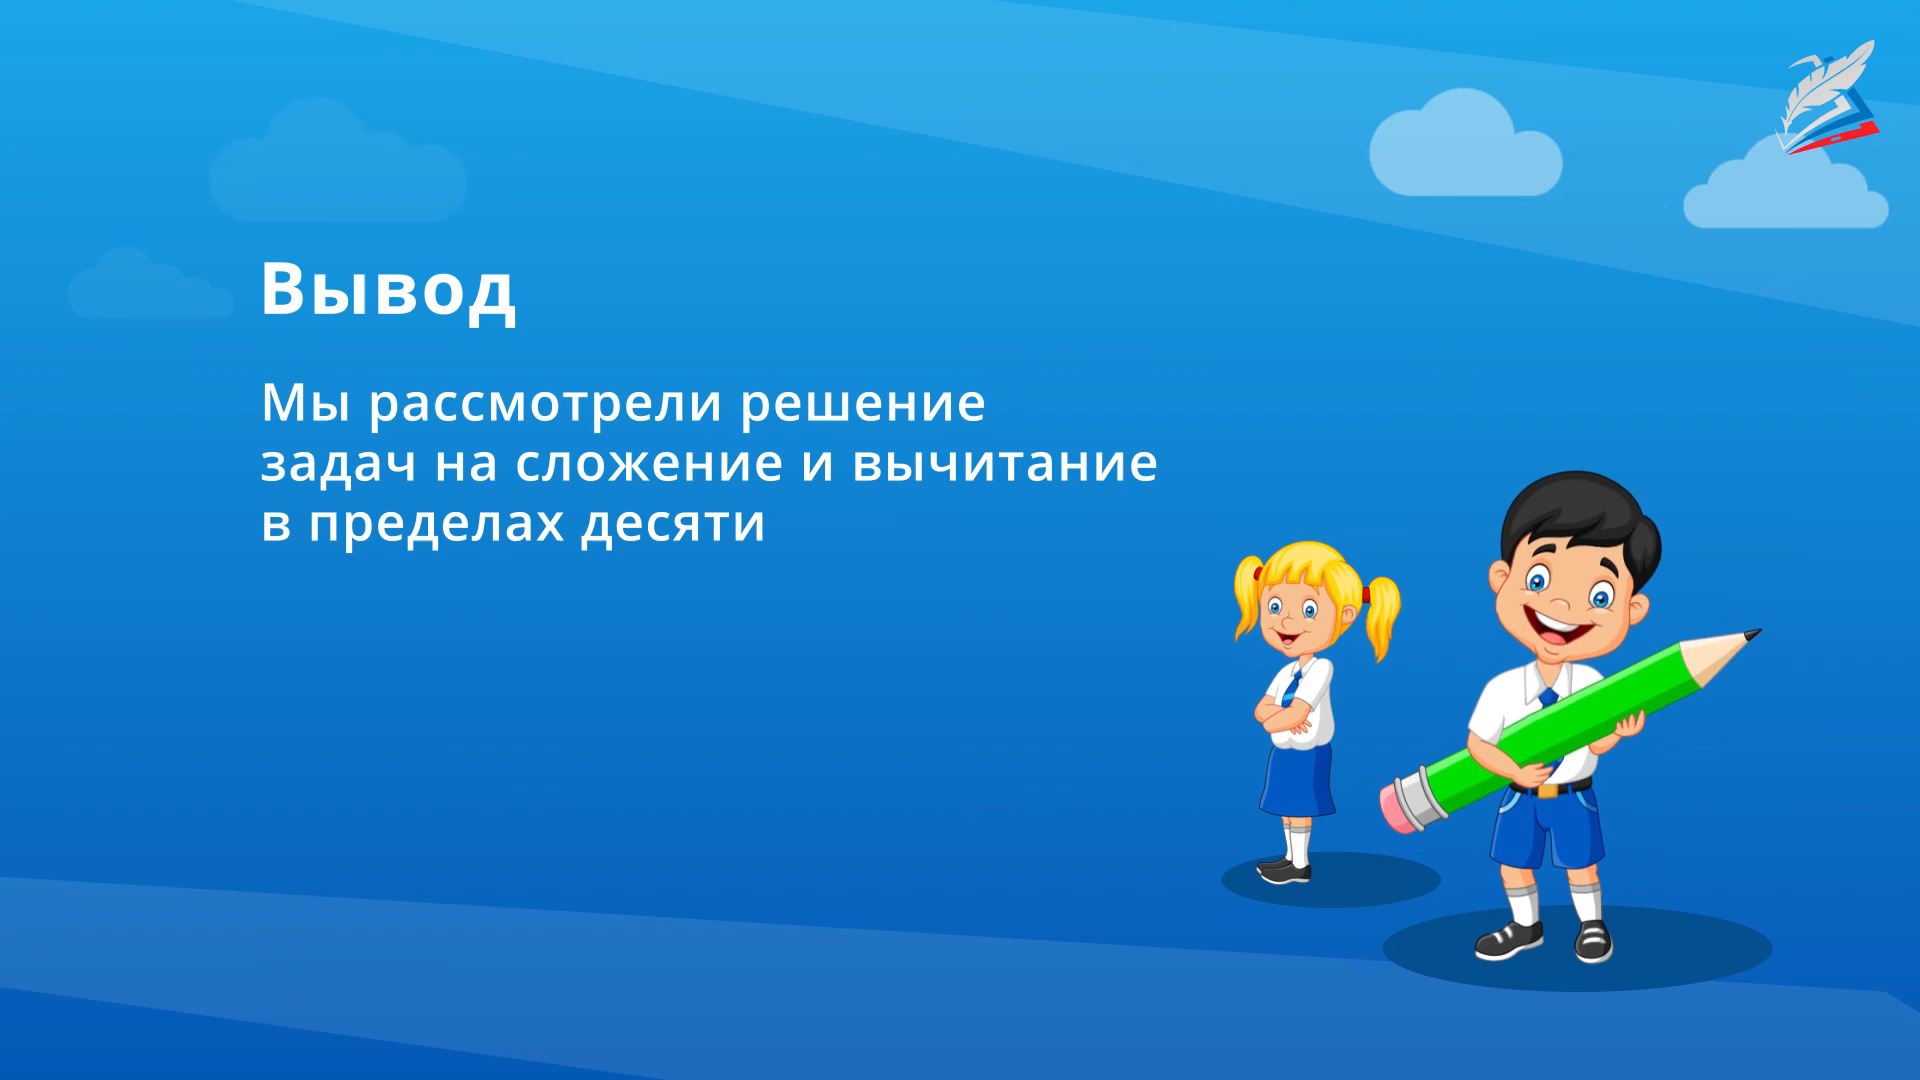 Вывод
Мы рассмотрели решение
задач на сложение и вычитание
в пределах десяти